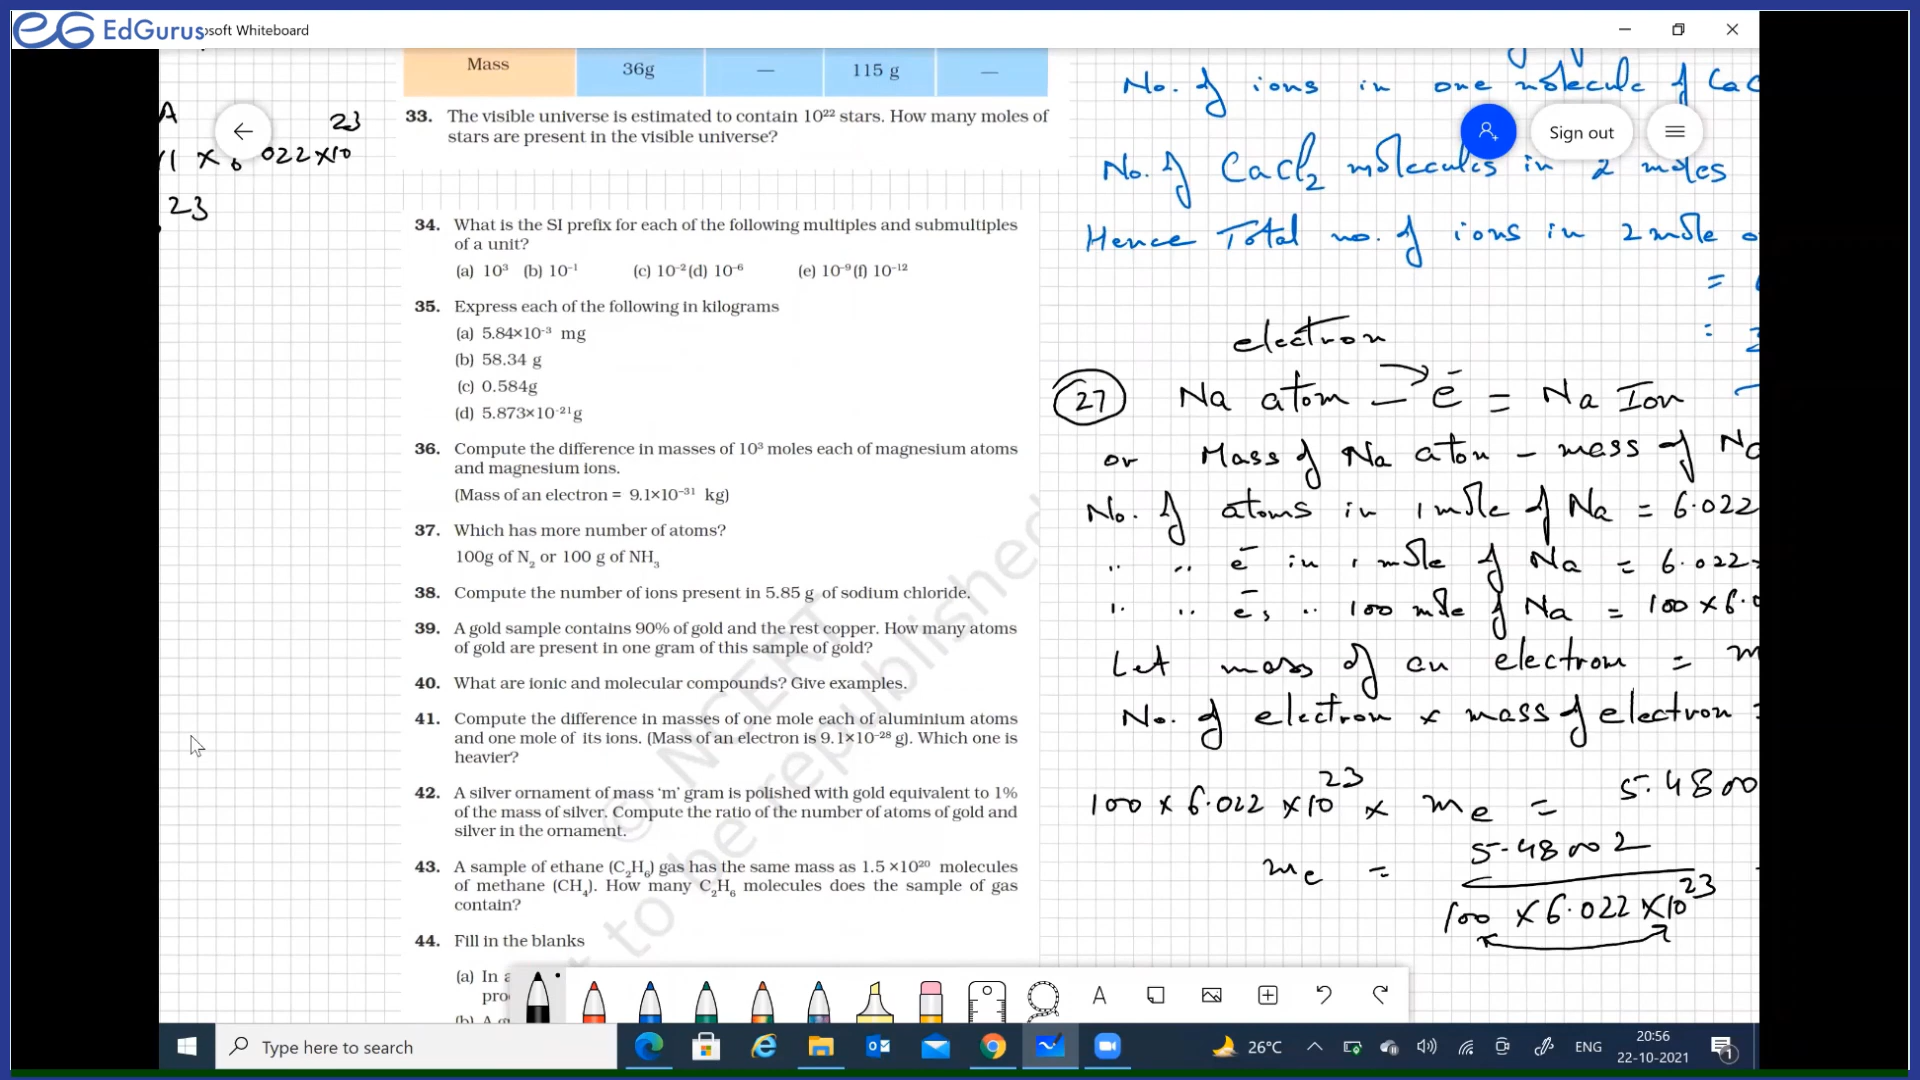 EdGurus
osoft Whiteboard
Sign out
A
23
11 × 6 022 ×10
23
Mass 36g — 115 g —
33. The visible universe is estimated to contain 10²² stars. How many moles of
stars are present in the visible universe?
34. What is the SI prefix for each of the following multiples and submultiples
of a unit?
(a) 10³ (b) 10⁻¹ (c) 10⁻² (d) 10⁻⁶ (e) 10⁻⁹ (f) 10⁻¹²
35. Express each of the following in kilograms
(a) 5.84×10⁻³ mg
(b) 58.34 g
(c) 0.584g
(d) 5.873×10⁻²¹g
36. Compute the difference in masses of 10³ moles each of magnesium atoms
and magnesium ions.
(Mass of an electron = 9.1×10⁻³¹ kg)
37. Which has more number of atoms?
100g of N₂ or 100 g of NH₃
38. Compute the number of ions present in 5.85 g of sodium chloride.
39. A gold sample contains 90% of gold and the rest copper. How many atoms
of gold are present in one gram of this sample of gold?
40. What are ionic and molecular compounds? Give examples.
41. Compute the difference in masses of one mole each of aluminium atoms
and one mole of its ions. (Mass of an electron is 9.1×10⁻²⁸ g). Which one is
heavier?
42. A silver ornament of mass ‘m’ gram is polished with gold equivalent to 1%
of the mass of silver. Compute the ratio of the number of atoms of gold and
silver in the ornament.
43. A sample of ethane (C₂H₆) gas has the same mass as 1.5 ×10²⁰ molecules
of methane (CH₄). How many C₂H₆ molecules does the sample of gas
contain?
44. Fill in the blanks
(a) In a
pro
(b) A g
© NCERT
to be republished
No. of ions in one molecule of CaC
No. of CaCl₂ molecules in 2 moles
Hence Total no. of ions in 2 mole o
=
=
electron
27 Na atom — e⁻ = Na Ion
or Mass of Na atom – mass of Na
No. of atoms in 1 mole of Na = 6.022
" " e⁻ in 1 mole of Na = 6.022×
" " e⁻s " 100 mole of Na = 100 × 6.0
Let mass of an electron = m
No. of electron × mass of electron =
100 × 6.022 ×10²³ × me = 5.4800
me = 5.48002
100 × 6.022 ×10²³
A
Type here to search
26°C
ENG
20:56
22-10-2021
1